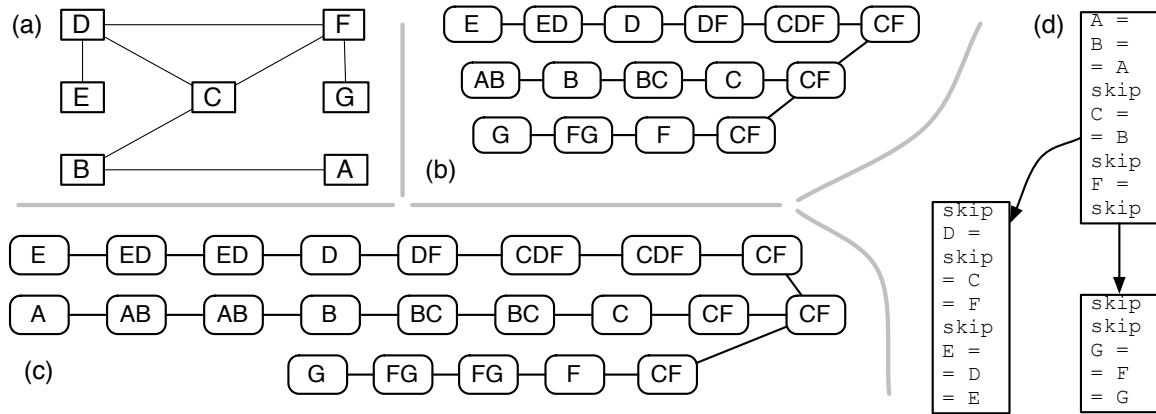 (a)
D F
E C G
B A
(b)
E ED D DF CDF CF
AB B BC C CF
G FG F CF
(c)
E ED ED D DF CDF CDF CF
A AB AB B BC BC C CF CF
G FG FG F CF
(d)
A =
B =
= A
skip
C =
= B
skip
F =
skip
skip
D =
skip
= C
= F
skip
E =
= D
= E
skip
skip
G =
= F
= G